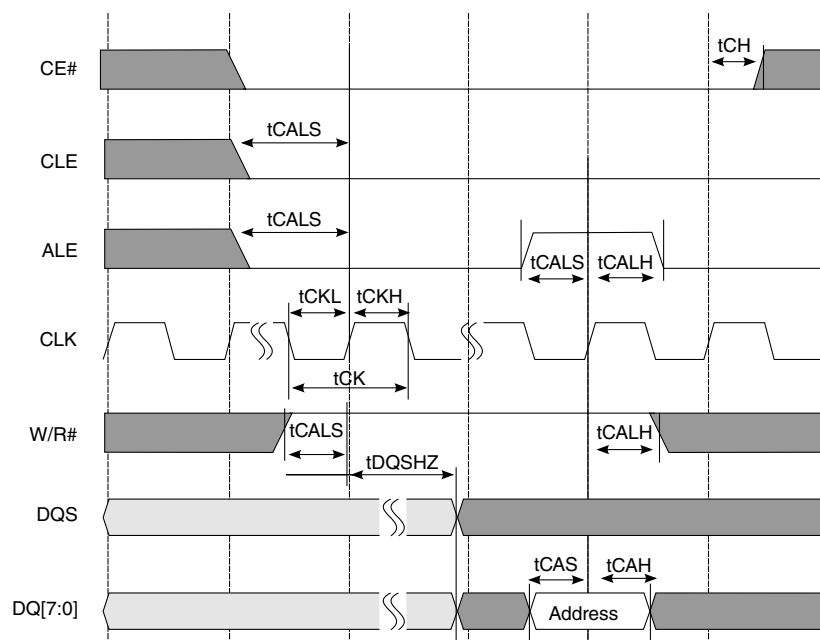 CE#
tCH
CLE
tCALS
ALE
tCALS
tCALS
tCALH
CLK
tCKL
tCKH
tCK
W/R#
tCALS
tCALH
tDQSHZ
DQS
tCAS
tCAH
DQ[7:0]
Address